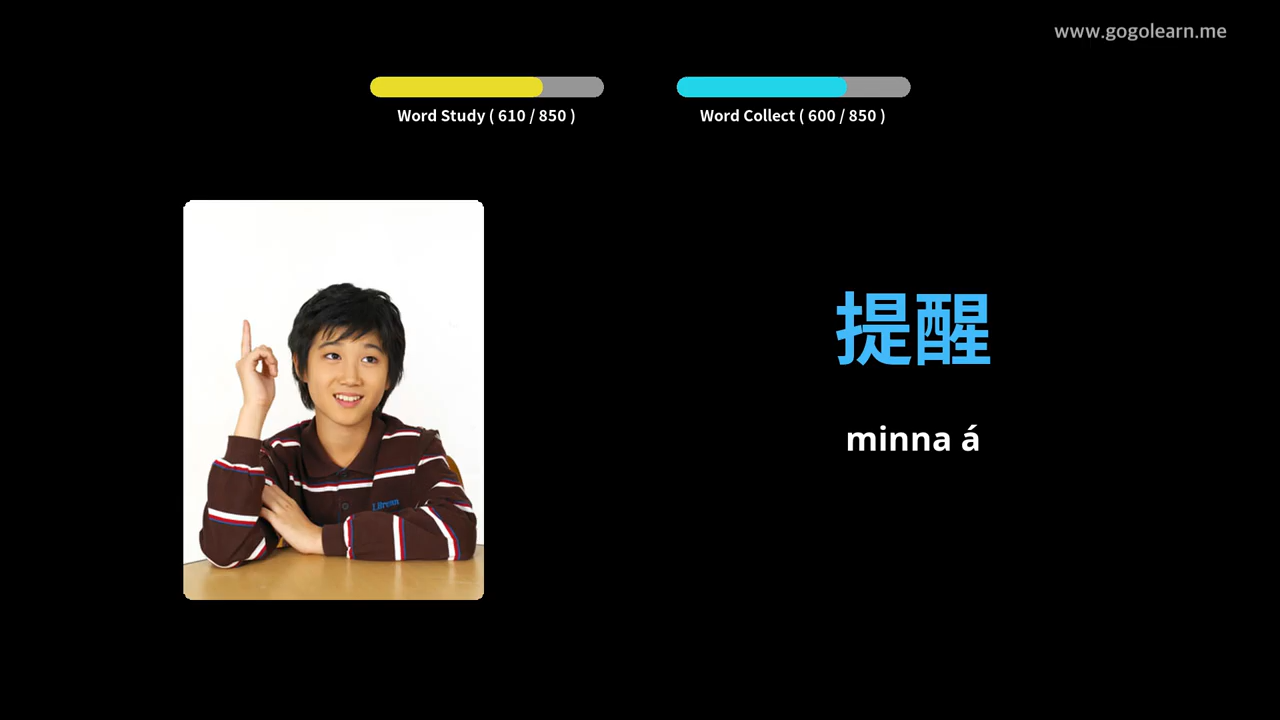 www.gogolearn.me
Word Study ( 610 / 850 )
Word Collect ( 600 / 850 )
提醒
minna á